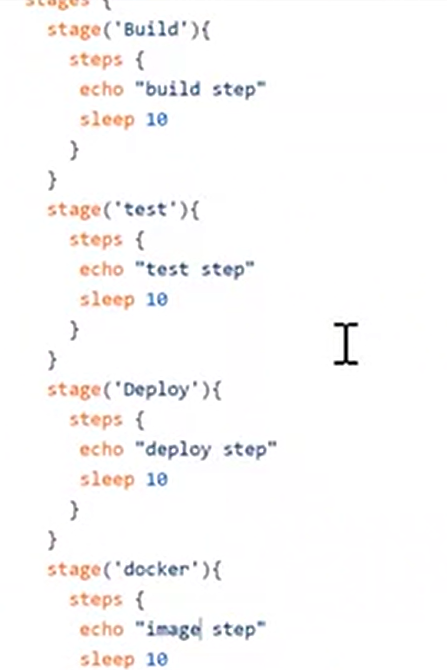 stages {
stage('Build'){
steps {
echo "build step"
sleep 10
}
}
stage('test'){
steps {
echo "test step"
sleep 10
}
}
stage('Deploy'){
steps {
echo "deploy step"
sleep 10
}
}
stage('docker'){
steps {
echo "image step"
sleep 10